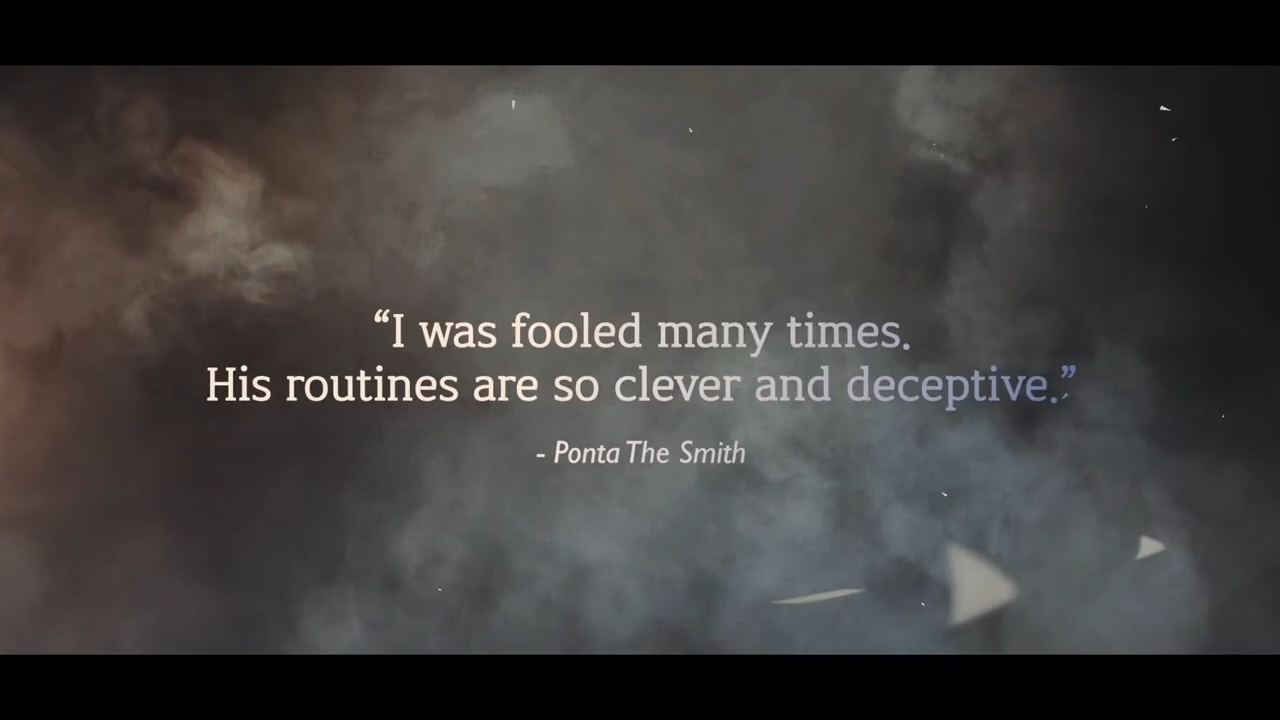 “I was fooled many times.
His routines are so clever and deceptive.”
- Ponta The Smith